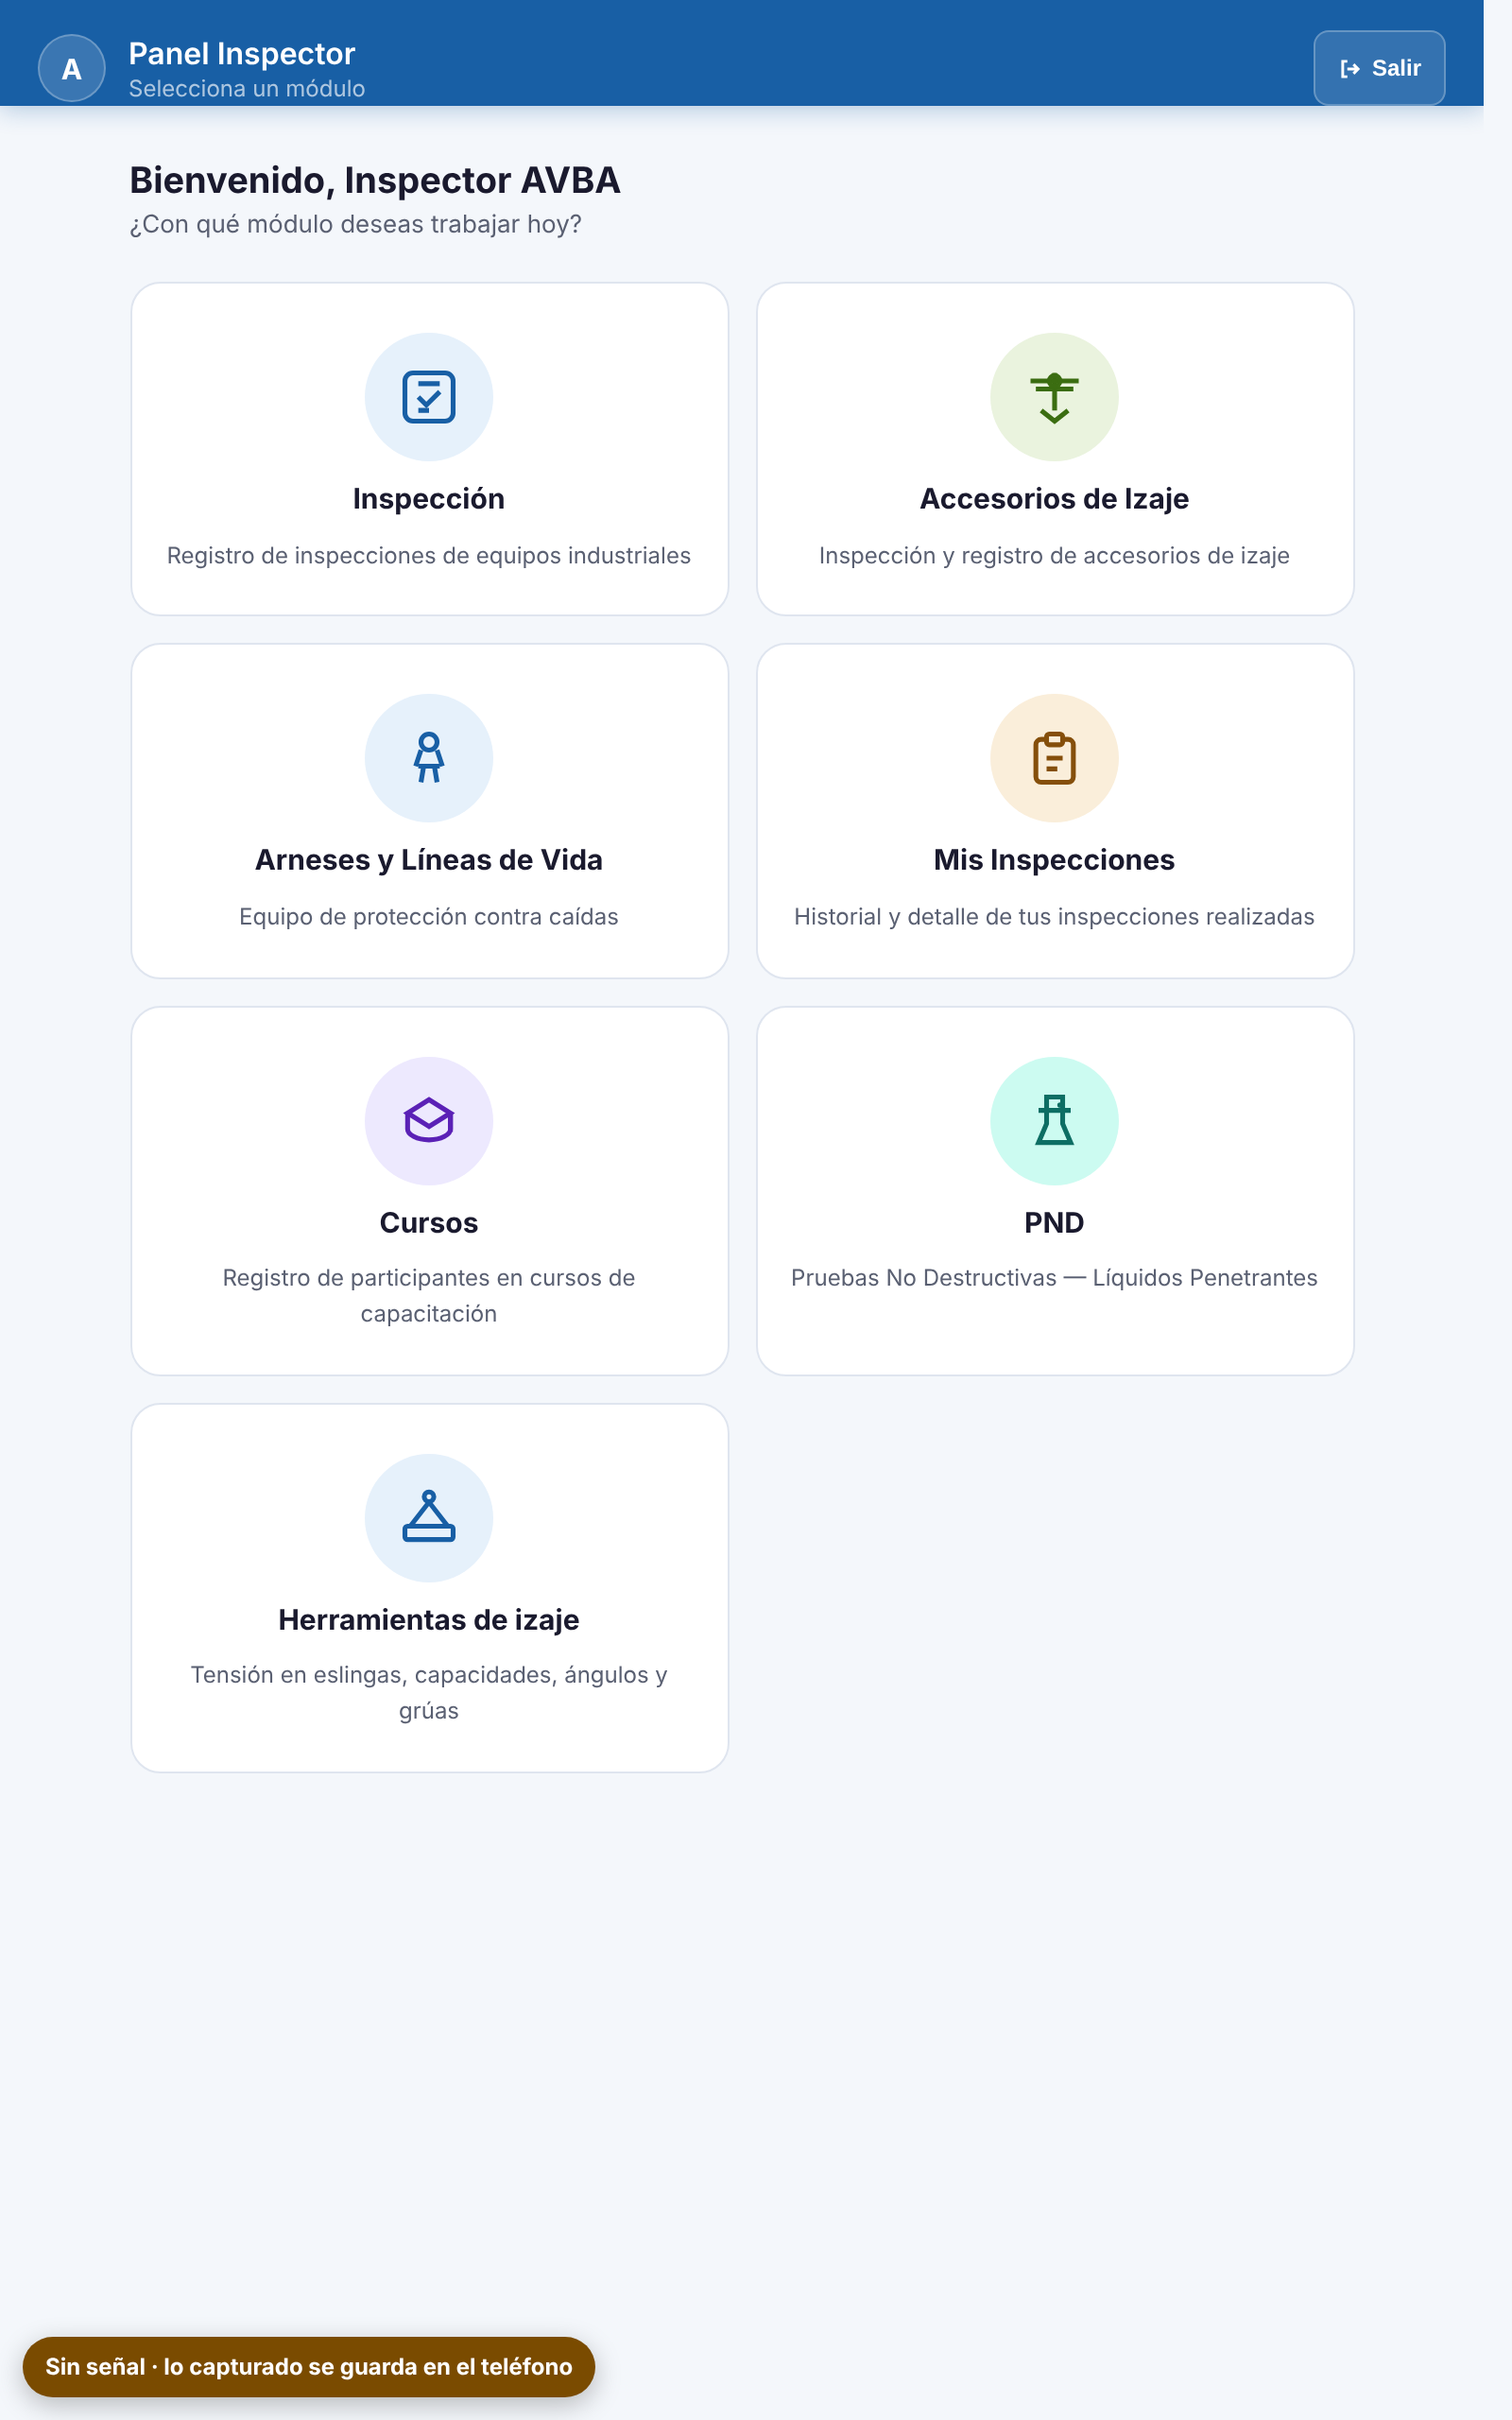 A
Panel Inspector
Selecciona un módulo
Salir
Bienvenido, Inspector AVBA
¿Con qué módulo deseas trabajar hoy?
Inspección
Registro de inspecciones de equipos industriales
Accesorios de Izaje
Inspección y registro de accesorios de izaje
Arneses y Líneas de Vida
Equipo de protección contra caídas
Mis Inspecciones
Historial y detalle de tus inspecciones realizadas
Cursos
Registro de participantes en cursos de
capacitación
PND
Pruebas No Destructivas — Líquidos Penetrantes
Herramientas de izaje
Tensión en eslingas, capacidades, ángulos y
grúas
Sin señal · lo capturado se guarda en el teléfono